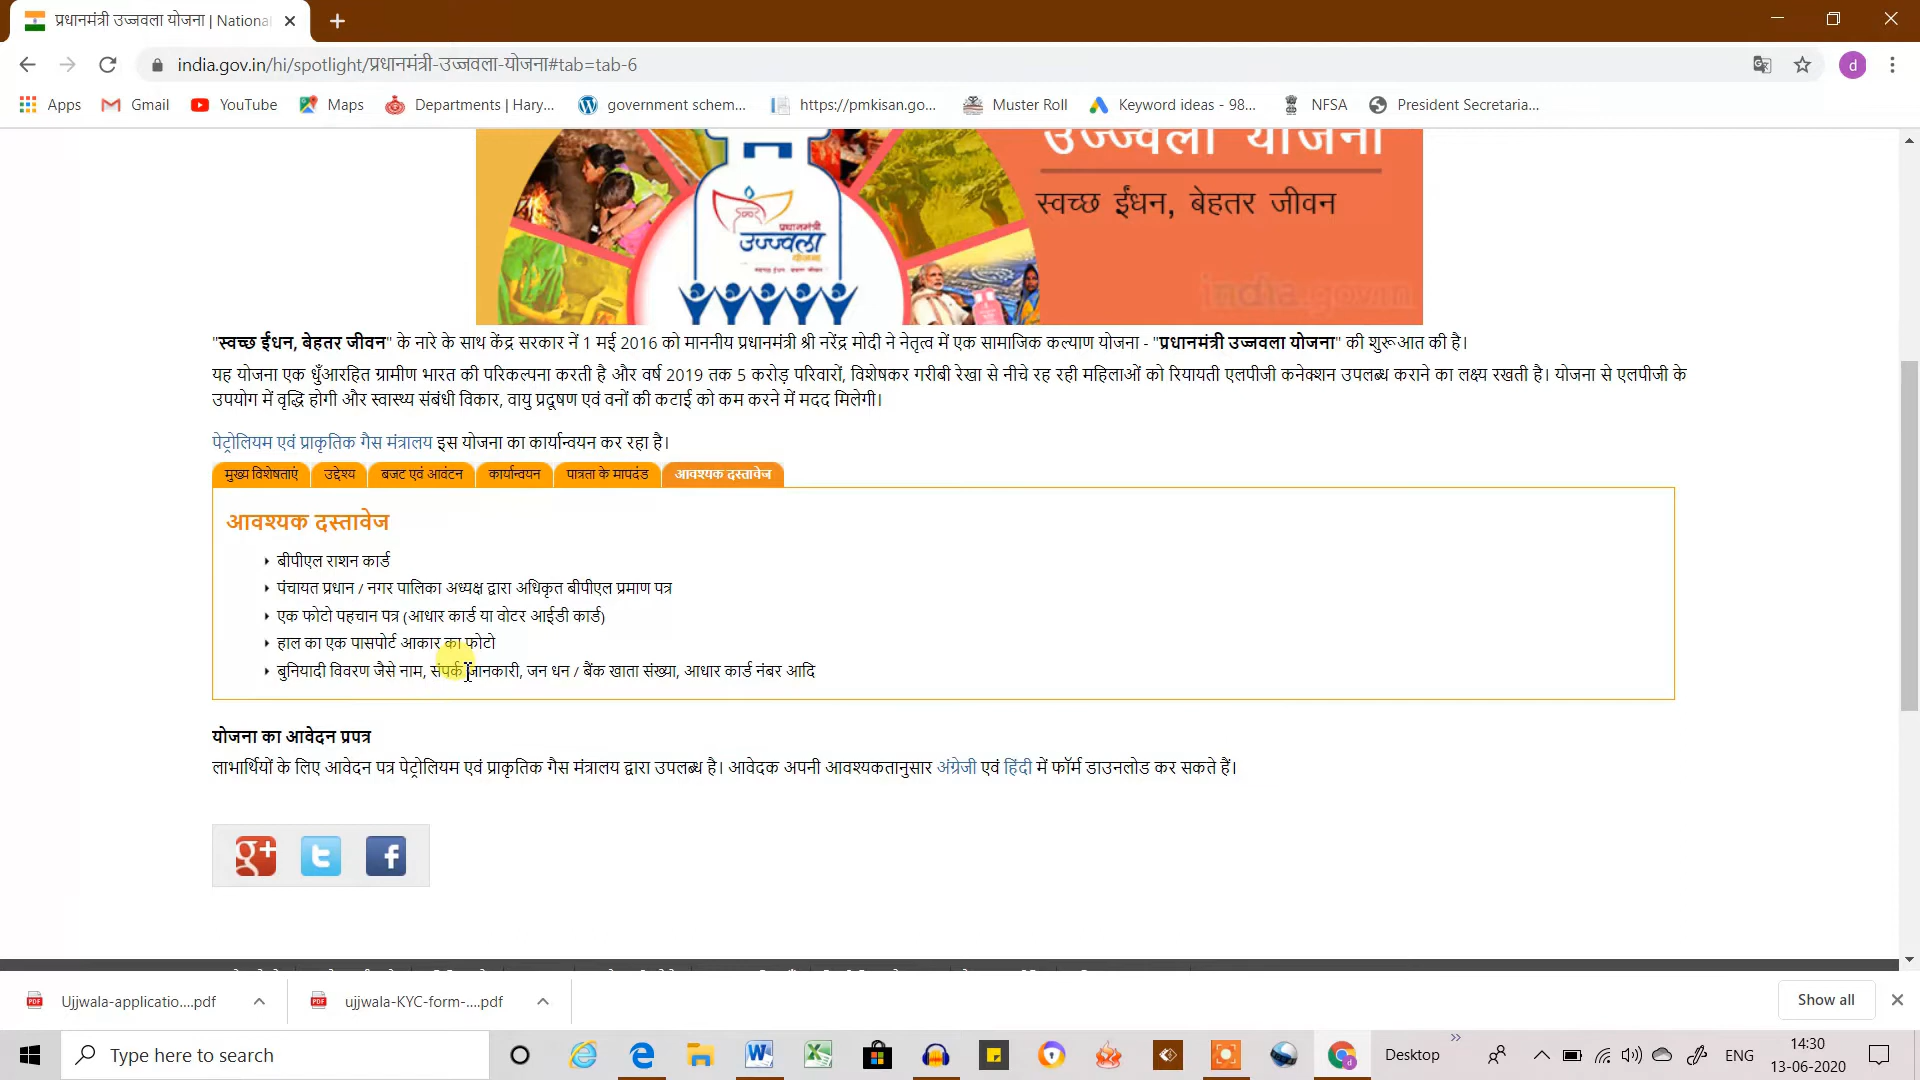 प्रधानमंत्री उज्जवला योजना | National
india.gov.in/hi/spotlight/प्रधानमंत्री-उज्जवला-योजना#tab=tab-6
d
Apps
Gmail
YouTube
Maps
Departments | Hary...
government schem...
https://pmkisan.go...
Muster Roll
Keyword ideas - 98...
NFSA
President Secretaria...
उज्ज्वला योजना
स्वच्छ ईंधन, बेहतर जीवन
प्रधानमंत्री
उज्ज्वला
योजना
india.gov.in
"स्वच्छ ईंधन, बेहतर जीवन" के नारे के साथ केंद्र सरकार नें 1 मई 2016 को माननीय प्रधानमंत्री श्री नरेंद्र मोदी ने नेतृत्व में एक सामाजिक कल्याण योजना - "प्रधानमंत्री उज्जवला योजना" की शुरूआत की है।
यह योजना एक धुँआरहित ग्रामीण भारत की परिकल्पना करती है और वर्ष 2019 तक 5 करोड़ परिवारों, विशेषकर गरीबी रेखा से नीचे रह रही महिलाओं को रियायती एलपीजी कनेक्शन उपलब्ध कराने का लक्ष्य रखती है। योजना से एलपीजी के
उपयोग में वृद्धि होगी और स्वास्थ्य संबंधी विकार, वायु प्रदूषण एवं वनों की कटाई को कम करने में मदद मिलेगी।
पेट्रोलियम एवं प्राकृतिक गैस मंत्रालय इस योजना का कार्यान्वयन कर रहा है।
मुख्य विशेषताएं
उद्देश्य
बजट एवं आवंटन
कार्यान्वयन
पात्रता के मापदंड
आवश्यक दस्तावेज
आवश्यक दस्तावेज
बीपीएल राशन कार्ड
पंचायत प्रधान / नगर पालिका अध्यक्ष द्वारा अधिकृत बीपीएल प्रमाण पत्र
एक फोटो पहचान पत्र (आधार कार्ड या वोटर आईडी कार्ड)
हाल का एक पासपोर्ट आकार का फोटो
बुनियादी विवरण जैसे नाम, संपर्क जानकारी, जन धन / बैंक खाता संख्या, आधार कार्ड नंबर आदि
योजना का आवेदन प्रपत्र
लाभार्थियों के लिए आवेदन पत्र पेट्रोलियम एवं प्राकृतिक गैस मंत्रालय द्वारा उपलब्ध है। आवेदक अपनी आवश्यकतानुसार अंग्रेजी एवं हिंदी में फॉर्म डाउनलोड कर सकते हैं।
g+
t
f
Ujjwala-applicatio....pdf
ujjwala-KYC-form-....pdf
Show all
Type here to search
Desktop
ENG
14:30
13-06-2020